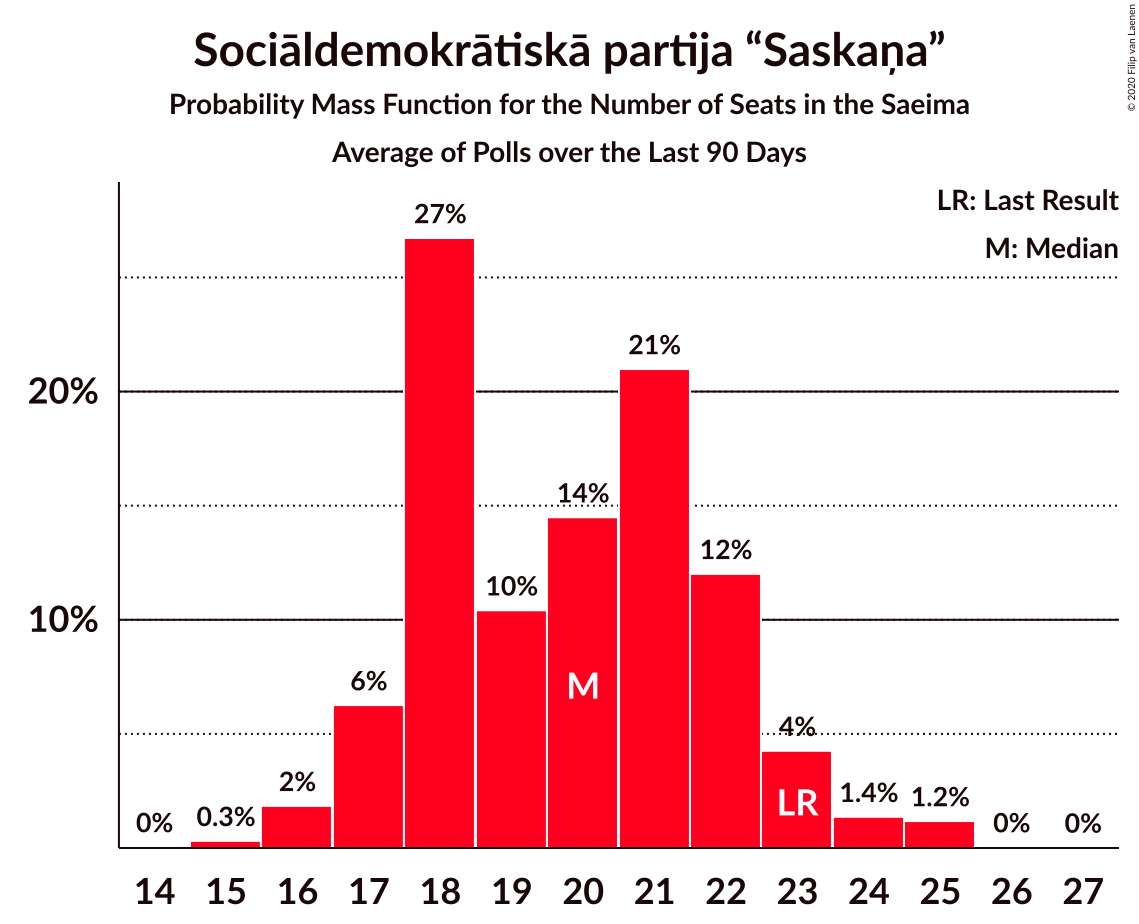 Sociāldemokrātiskā partija “Saskaņa”
Probability Mass Function for the Number of Seats in the Saeima
Average of Polls over the Last 90 Days
© 2020 Filip van Laenen
LR: Last Result
M: Median
27%
21%
20%
14%
12%
10%
10%
6%
M
4%
2%
LR
1.4%
1.2%
0.3%
0%
0%
0%
14 15 16 17 18 19 20 21 22 23 24 25 26 27